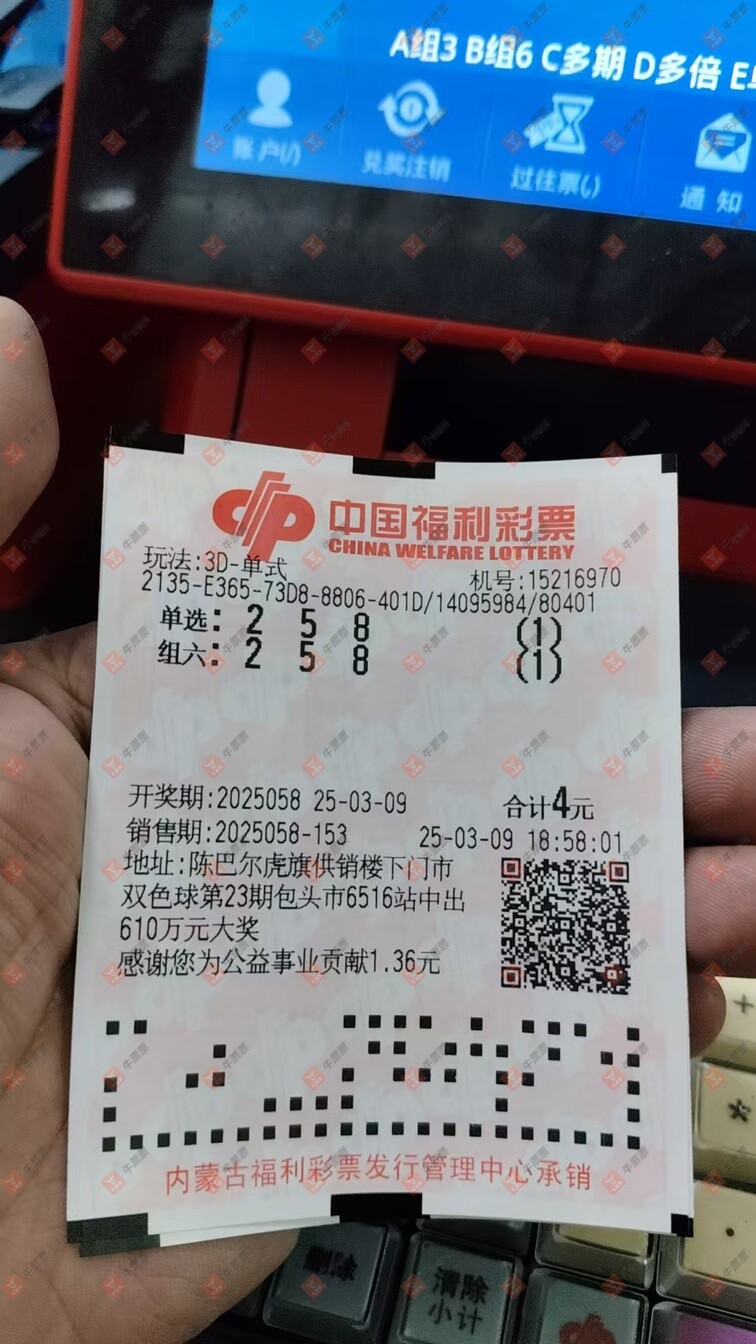 A组3 B组6 C多期 D多倍 E
账户(/)
兑奖注销
过往票(,)
通 知
中国福利彩票
CHINA WELFARE LOTTERY
玩法:3D-单式
机号:15216970
2135-E365-73D8-8806-401D/14095984/80401
单选: 2 5 8 (1)
组六: 2 5 8 (1)
开奖期:2025058 25-03-09 合计4元
销售期:2025058-153 25-03-09 18:58:01
地址:陈巴尔虎旗供销楼下门市
双色球第23期包头市6516站中出
610万元大奖
感谢您为公益事业贡献1.36元
内蒙古福利彩票发行管理中心承销
删除
清除
小计
+
*
牛票票